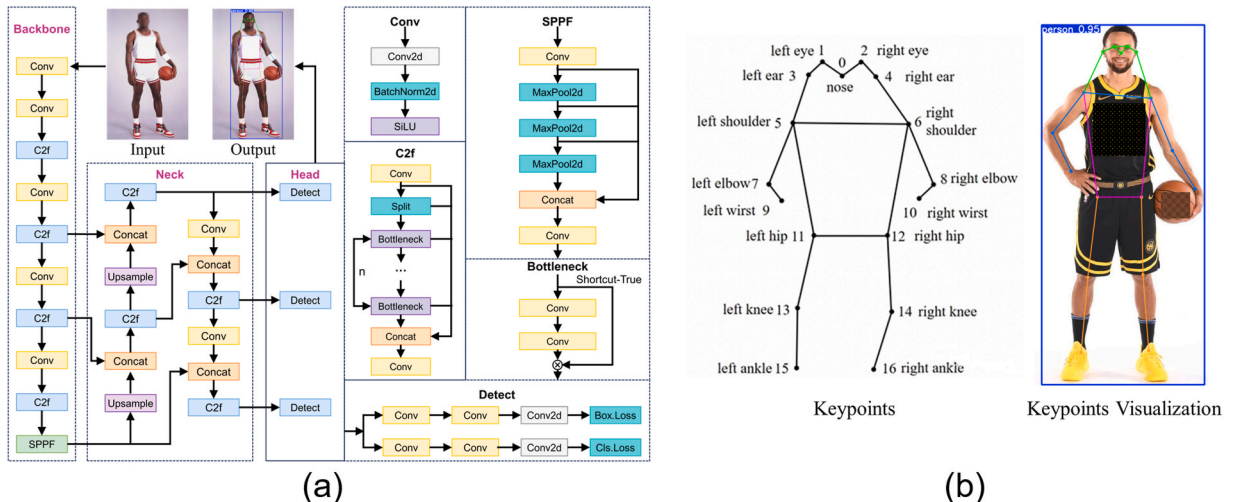 Backbone
Conv
Conv
C2f
Conv
C2f
Conv
C2f
Conv
C2f
SPPF
Input
Output
Neck
C2f
Concat
Upsample
C2f
Concat
Upsample
Conv
Concat
C2f
Conv
Concat
C2f
Head
Detect
Detect
Detect
Conv
Conv2d
BatchNorm2d
SiLU
C2f
Conv
Split
Bottleneck
...
n
...
Bottleneck
Concat
Conv
SPPF
Conv
MaxPool2d
MaxPool2d
MaxPool2d
Concat
Conv
Bottleneck
Shortcut-True
Conv
Conv
Detect
Conv Conv Conv2d Box.Loss
Conv Conv Conv2d Cls.Loss
(a)
left eye 1 2 right eye
0
left ear 3 4 right ear
nose
left shoulder 5 6 right
shoulder
left elbow 7 8 right elbow
left wirst 9 10 right wirst
left hip 11 12 right hip
left knee 13 14 right knee
left ankle 15 16 right ankle
Keypoints
person 0.95
Keypoints Visualization
(b)